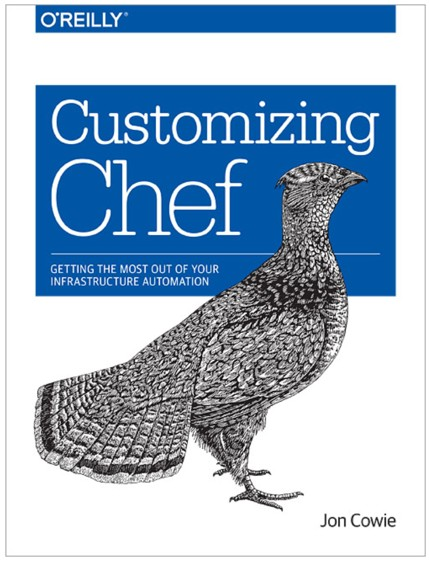 O'REILLY®
Customizing
Chef
GETTING THE MOST OUT OF YOUR
INFRASTRUCTURE AUTOMATION
Jon Cowie